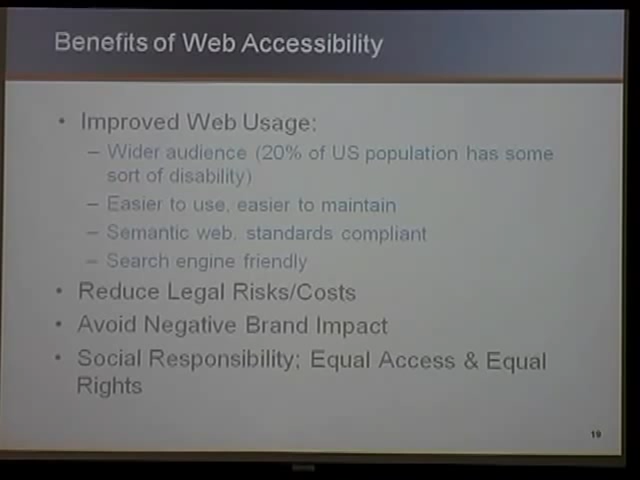 Benefits of Web Accessibility
• Improved Web Usage:
– Wider audience (20% of US population has some
sort of disability)
– Easier to use, easier to maintain
– Semantic web, standards compliant
– Search engine friendly
• Reduce Legal Risks/Costs
• Avoid Negative Brand Impact
• Social Responsibility; Equal Access & Equal
Rights
19